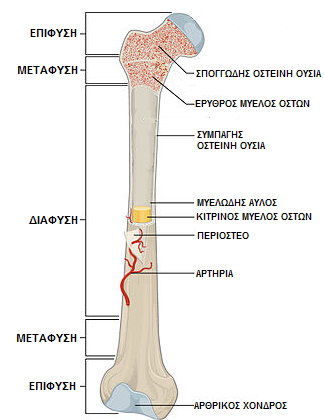 ΕΠΙΦΥΣΗ
ΜΕΤΑΦΥΣΗ
ΣΠΟΓΓΩΔΗΣ ΟΣΤΕΙΝΗ ΟΥΣΙΑ
ΕΡΥΘΡΟΣ ΜΥΕΛΟΣ ΟΣΤΩΝ
ΣΥΜΠΑΓΗΣ
ΟΣΤΕΙΝΗ ΟΥΣΙΑ
ΜΥΕΛΩΔΗΣ ΑΥΛΟΣ
ΚΙΤΡΙΝΟΣ ΜΥΕΛΟΣ ΟΣΤΩΝ
ΔΙΑΦΥΣΗ
ΠΕΡΙΟΣΤΕΟ
ΑΡΤΗΡΙΑ
ΜΕΤΑΦΥΣΗ
ΕΠΙΦΥΣΗ
ΑΡΘΡΙΚΟΣ ΧΟΝΔΡΟΣ